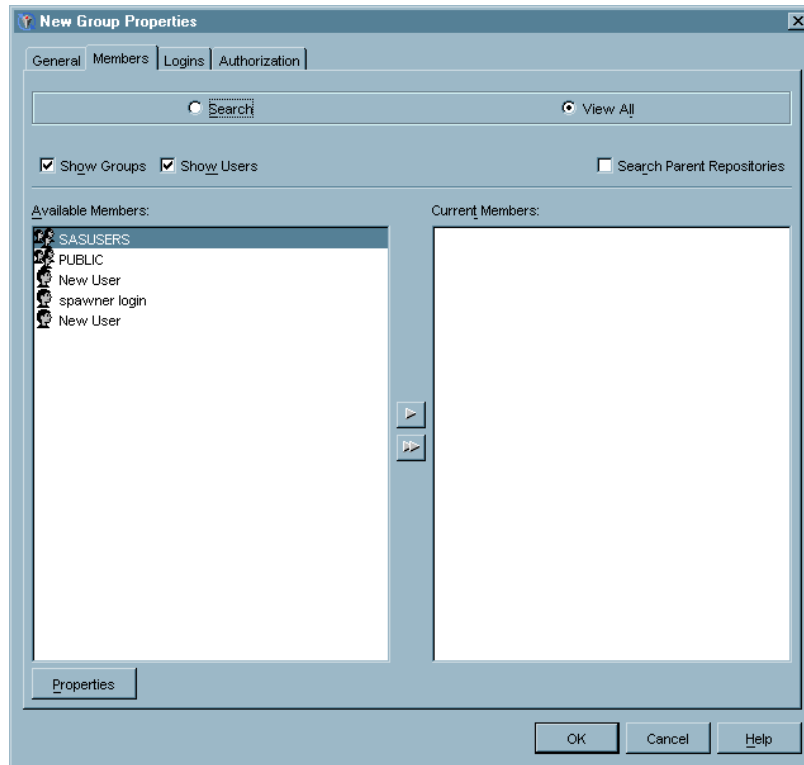 New Group Properties
General Members Logins Authorization
Search View All
Show Groups Show Users Search Parent Repositories
Available Members: Current Members:
SASUSERS
PUBLIC
New User
spawner login
New User
Properties
OK Cancel Help